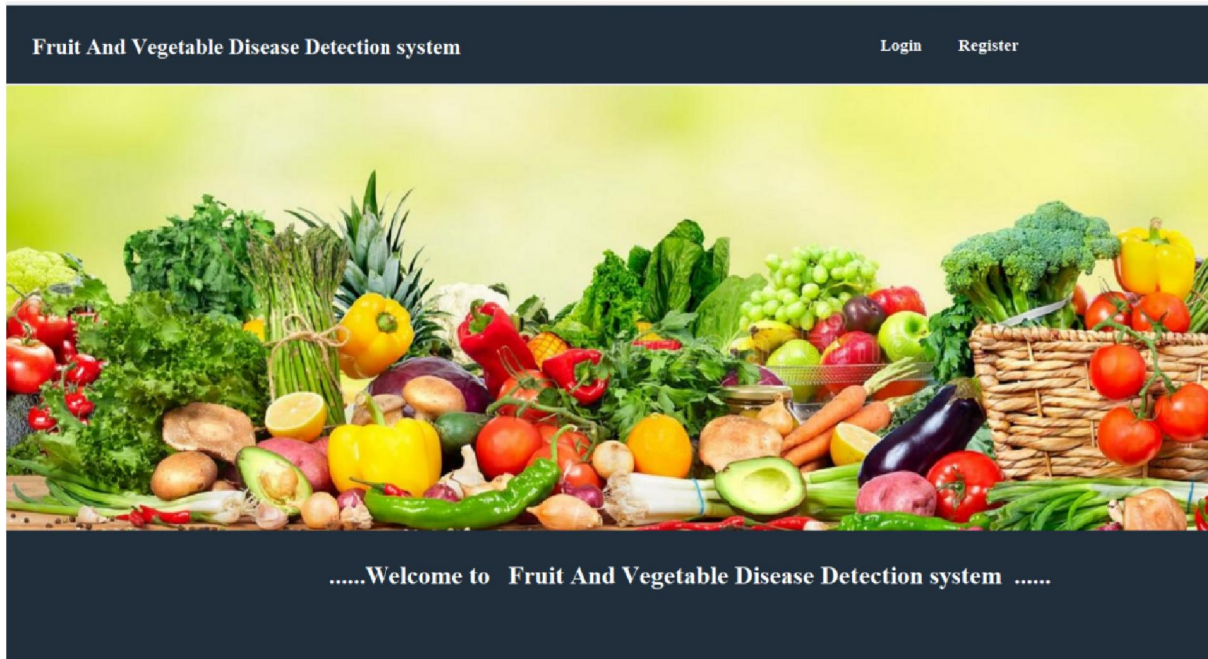 Fruit And Vegetable Disease Detection system
Login Register
......Welcome to Fruit And Vegetable Disease Detection system ......